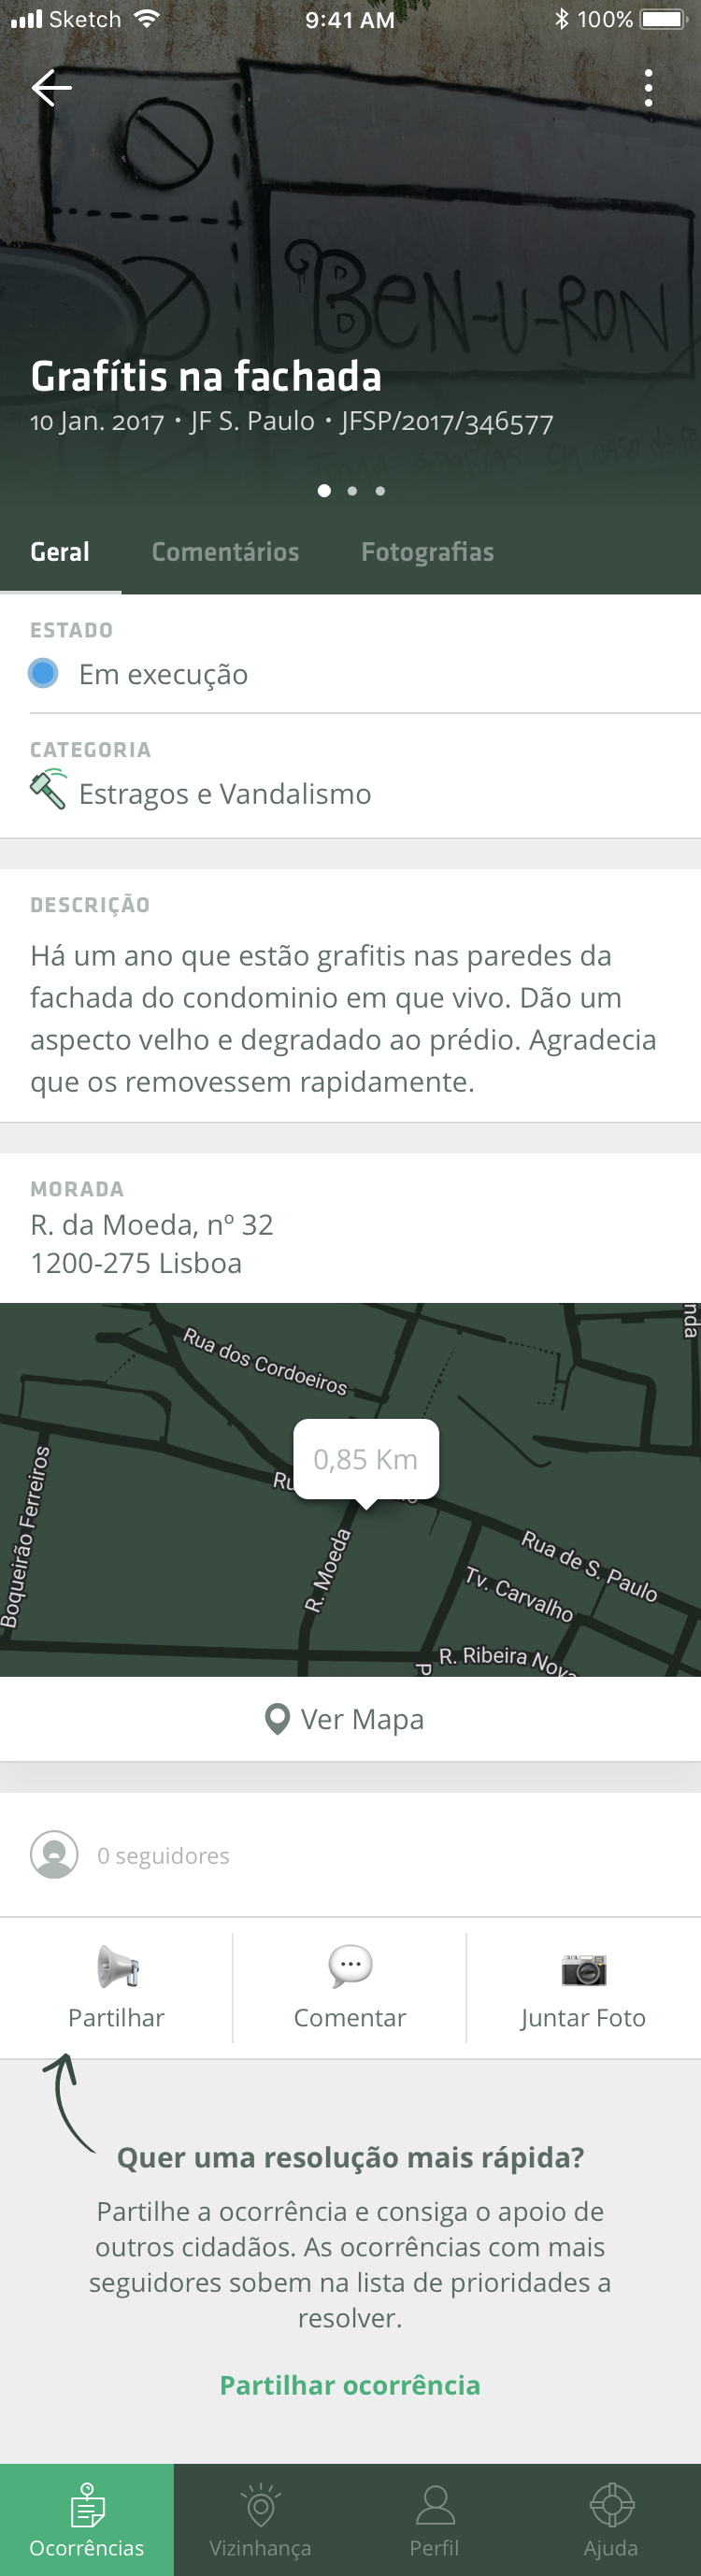 Sketch 9:41 AM 100%
BEN-U-RON
Grafítis na fachada
10 Jan. 2017 • JF S. Paulo • JFSP/2017/346577
Geral Comentários Fotografias
ESTADO
Em execução
CATEGORIA
Estragos e Vandalismo
DESCRIÇÃO
Há um ano que estão grafitis nas paredes da
fachada do condominio em que vivo. Dão um
aspecto velho e degradado ao prédio. Agradecia
que os removessem rapidamente.
MORADA
R. da Moeda, nº 32
1200-275 Lisboa
Rua dos Cordoeiros
0,85 Km
Boqueirão Ferreiros
R. Moeda
Rua de S. Paulo
Tv. Carvalho
R. Ribeira Nova
Ver Mapa
0 seguidores
Partilhar Comentar Juntar Foto
Quer uma resolução mais rápida?
Partilhe a ocorrência e consiga o apoio de
outros cidadãos. As ocorrências com mais
seguidores sobem na lista de prioridades a
resolver.
Partilhar ocorrência
Ocorrências Vizinhança Perfil Ajuda